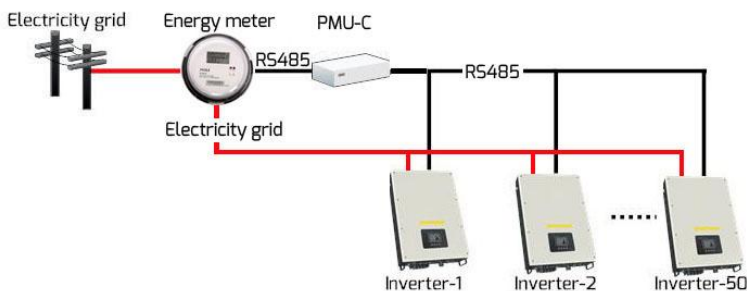 Electricity grid
Energy meter
PMU-C
RS485
RS485
Electricity grid
Inverter-1
Inverter-2
Inverter-50